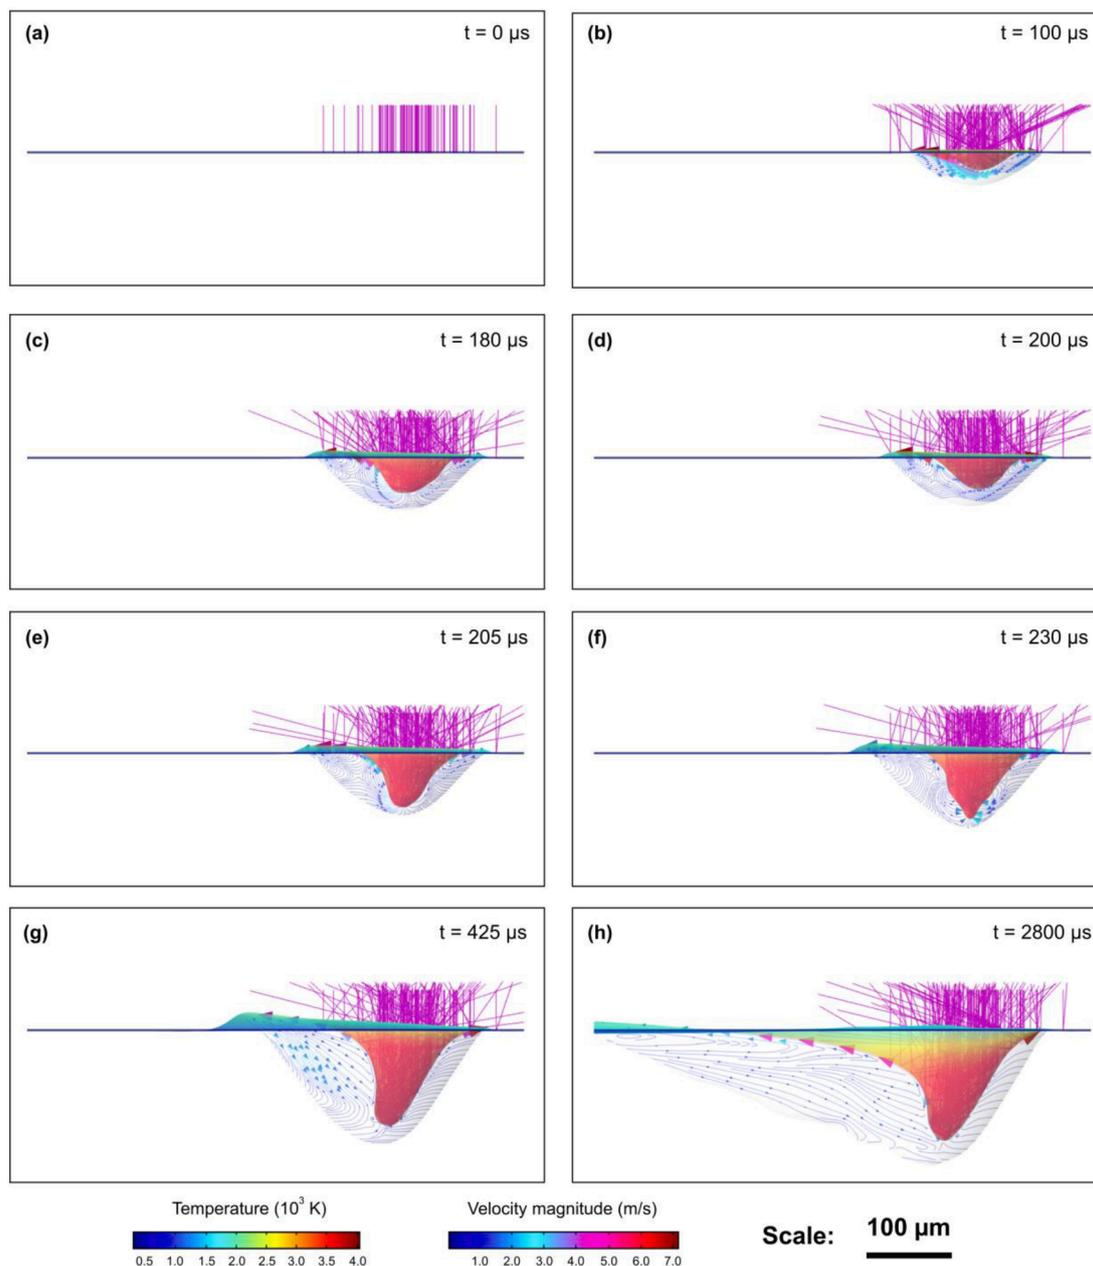 (a) t = 0 µs
(b) t = 100 µs
(c) t = 180 µs
(d) t = 200 µs
(e) t = 205 µs
(f) t = 230 µs
(g) t = 425 µs
(h) t = 2800 µs
Temperature (10³ K)
0.5 1.0 1.5 2.0 2.5 3.0 3.5 4.0
Velocity magnitude (m/s)
1.0 2.0 3.0 4.0 5.0 6.0 7.0
Scale: 100 µm